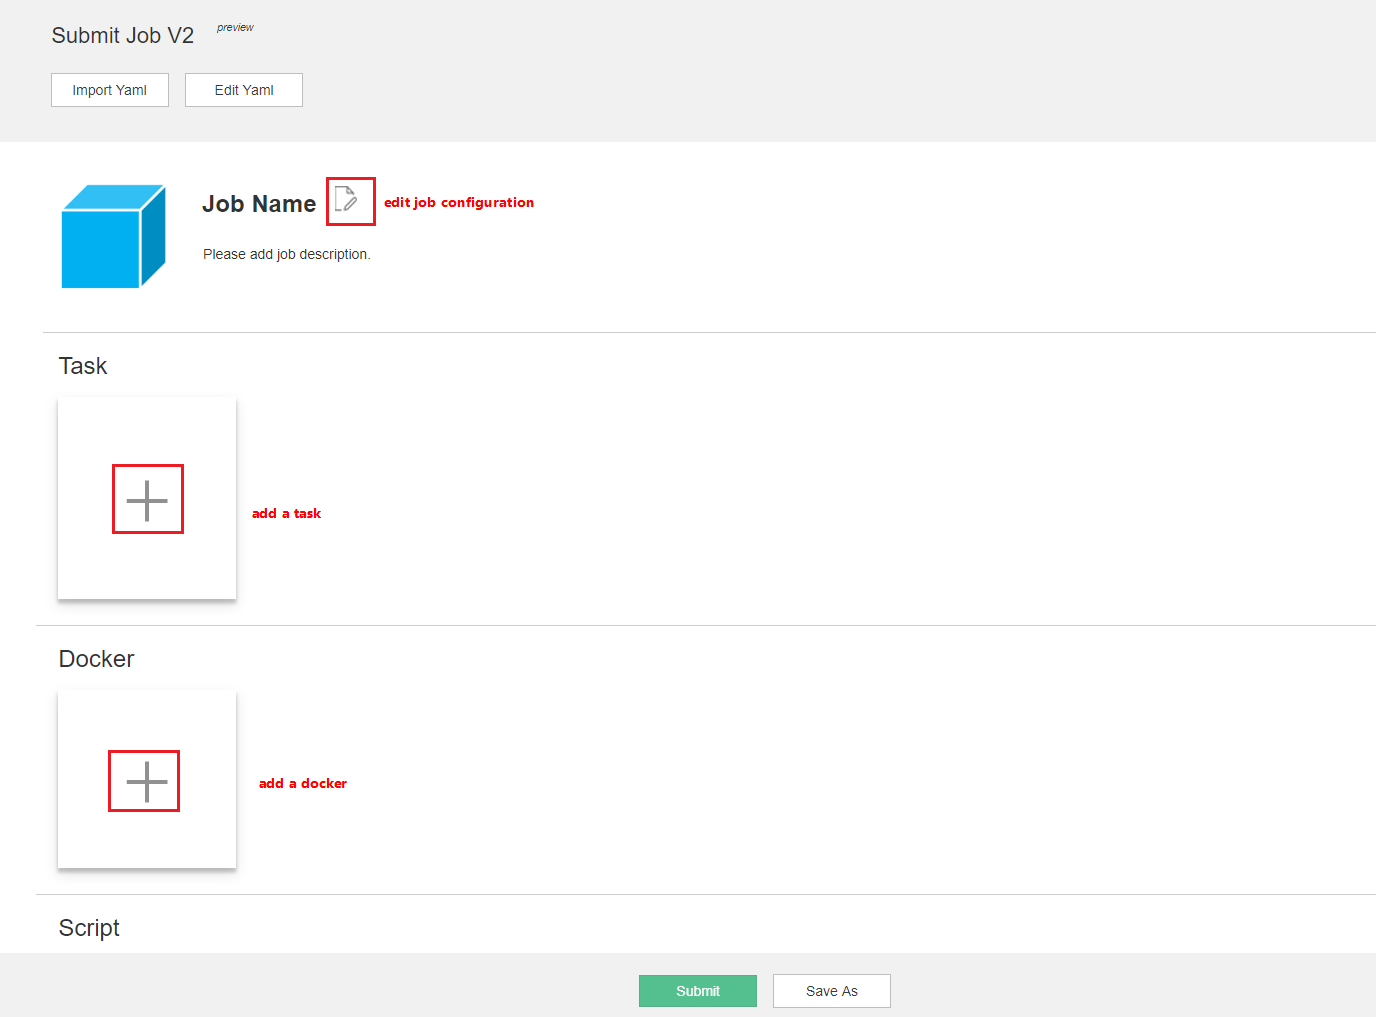 Submit Job V2 preview
Import Yaml Edit Yaml
Job Name edit job configuration
Please add job description.
Task
add a task
Docker
add a docker
Script
Submit Save As